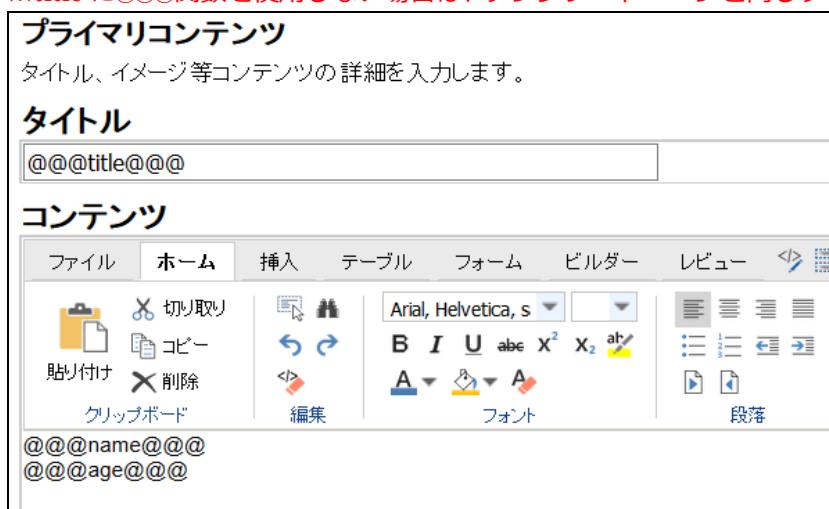 プライマリコンテンツ
タイトル、イメージ等コンテンツの詳細を入力します。
タイトル
@@@title@@@
コンテンツ
ファイル ホーム 挿入 テーブル フォーム ビルダー レビュー
切り取り Arial, Helvetica, s
コピー B I U abc X² X₂ ab
貼り付け 削除 A
クリップボード 編集 フォント 段落
@@@name@@@
@@@age@@@